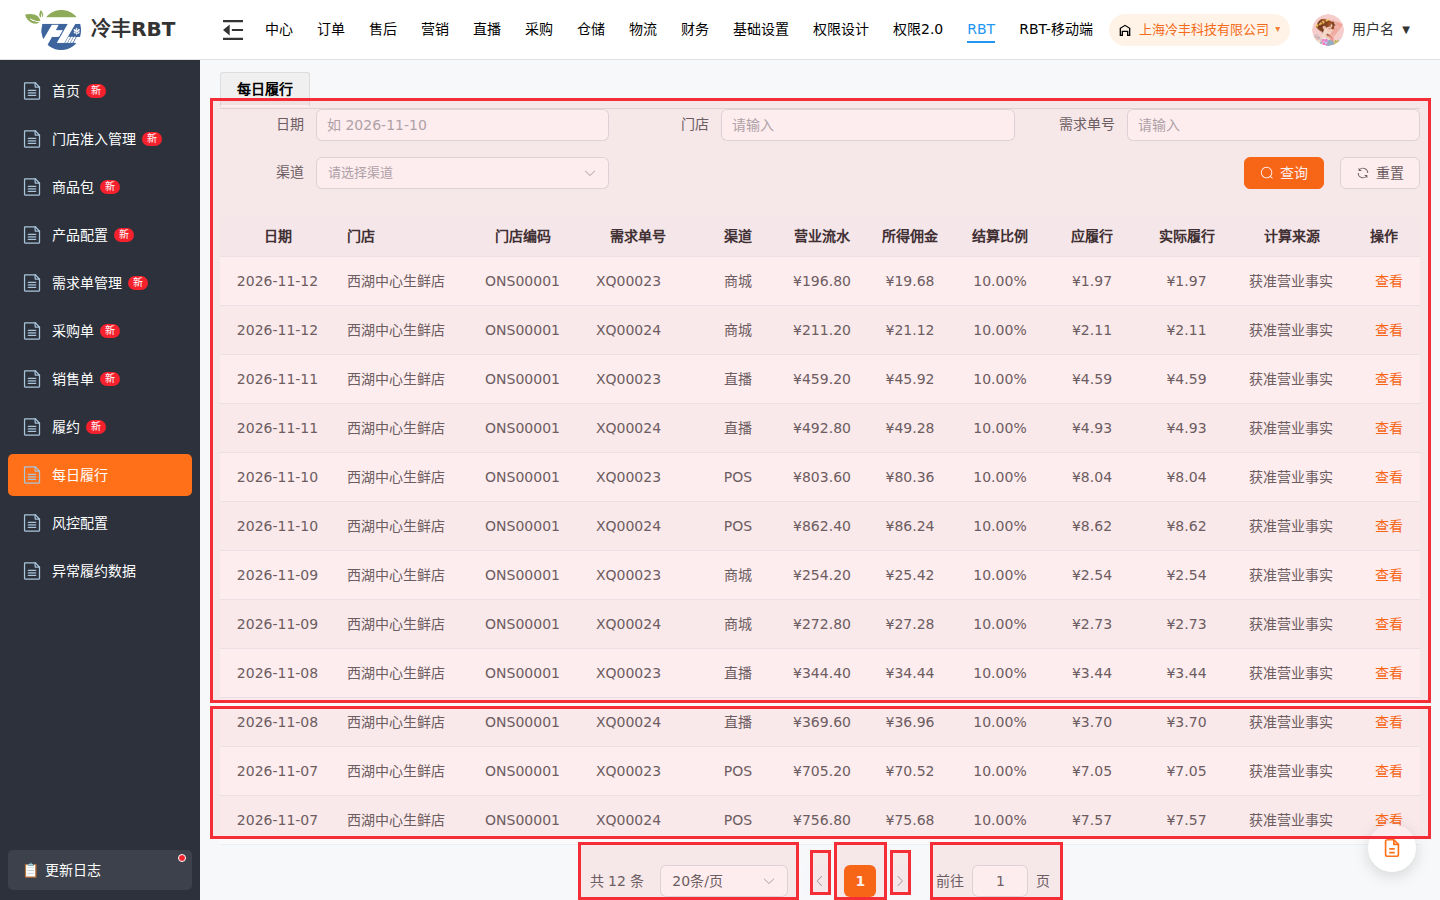 冷丰RBT
中心 订单 售后 营销 直播 采购 仓储 物流 财务 基础设置 权限设计 权限2.0 RBT RBT-移动端 上海冷丰科技有限公司 ▾ 用户名 ▼
首页 新
门店准入管理 新
商品包 新
产品配置 新
需求单管理 新
采购单 新
销售单 新
履约 新
每日履行
风控配置
异常履约数据
更新日志
每日履行
日期 如 2026-11-10 门店 请输入 需求单号 请输入
渠道 请选择渠道 查询 重置
日期 门店 门店编码 需求单号 渠道 营业流水 所得佣金 结算比例 应履行 实际履行 计算来源 操作
2026-11-12 西湖中心生鲜店 ONS00001 XQ00023 商城 ¥196.80 ¥19.68 10.00% ¥1.97 ¥1.97 获准营业事实 查看
2026-11-12 西湖中心生鲜店 ONS00001 XQ00024 商城 ¥211.20 ¥21.12 10.00% ¥2.11 ¥2.11 获准营业事实 查看
2026-11-11 西湖中心生鲜店 ONS00001 XQ00023 直播 ¥459.20 ¥45.92 10.00% ¥4.59 ¥4.59 获准营业事实 查看
2026-11-11 西湖中心生鲜店 ONS00001 XQ00024 直播 ¥492.80 ¥49.28 10.00% ¥4.93 ¥4.93 获准营业事实 查看
2026-11-10 西湖中心生鲜店 ONS00001 XQ00023 POS ¥803.60 ¥80.36 10.00% ¥8.04 ¥8.04 获准营业事实 查看
2026-11-10 西湖中心生鲜店 ONS00001 XQ00024 POS ¥862.40 ¥86.24 10.00% ¥8.62 ¥8.62 获准营业事实 查看
2026-11-09 西湖中心生鲜店 ONS00001 XQ00023 商城 ¥254.20 ¥25.42 10.00% ¥2.54 ¥2.54 获准营业事实 查看
2026-11-09 西湖中心生鲜店 ONS00001 XQ00024 商城 ¥272.80 ¥27.28 10.00% ¥2.73 ¥2.73 获准营业事实 查看
2026-11-08 西湖中心生鲜店 ONS00001 XQ00023 直播 ¥344.40 ¥34.44 10.00% ¥3.44 ¥3.44 获准营业事实 查看
2026-11-08 西湖中心生鲜店 ONS00001 XQ00024 直播 ¥369.60 ¥36.96 10.00% ¥3.70 ¥3.70 获准营业事实 查看
2026-11-07 西湖中心生鲜店 ONS00001 XQ00023 POS ¥705.20 ¥70.52 10.00% ¥7.05 ¥7.05 获准营业事实 查看
2026-11-07 西湖中心生鲜店 ONS00001 XQ00024 POS ¥756.80 ¥75.68 10.00% ¥7.57 ¥7.57 获准营业事实 查看
共 12 条 20条/页 1 前往 1 页